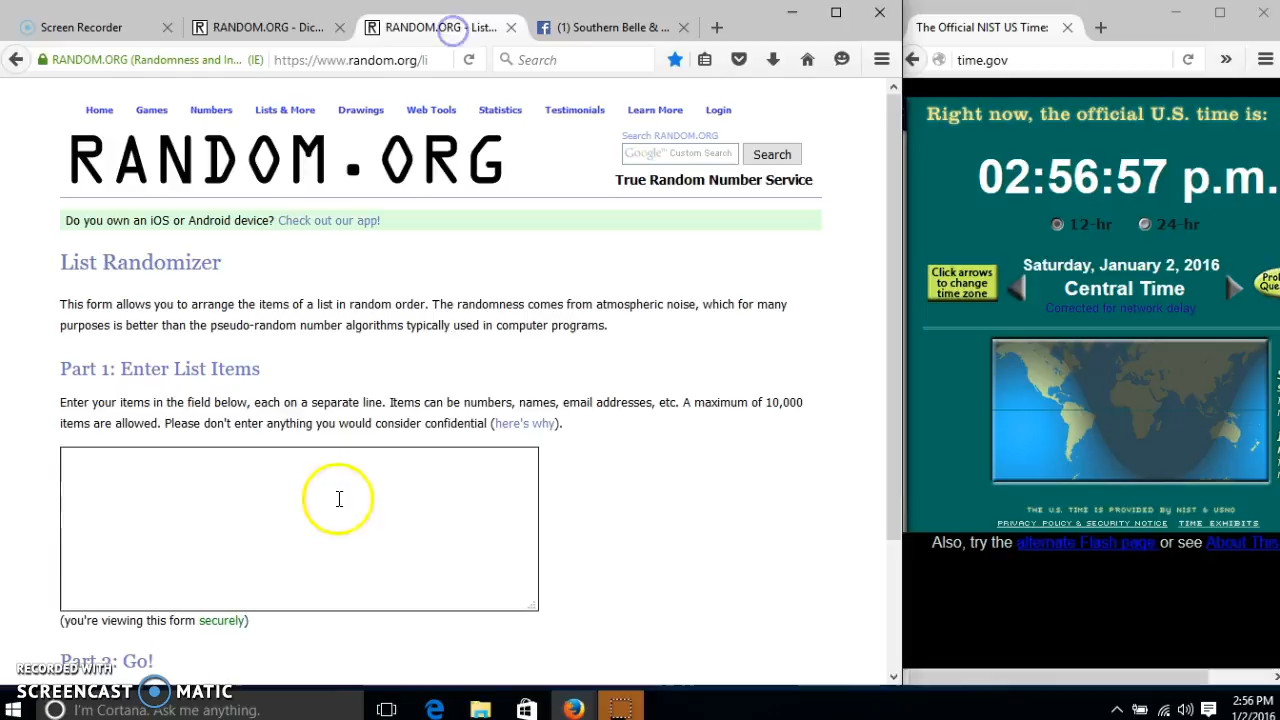 Screen Recorder
RANDOM.ORG - Dic...
RANDOM.ORG - List...
(1) Southern Belle & ...
The Official NIST US Time:
RANDOM.ORG (Randomness and In... (IE)
https://www.random.org/li
Search
time.gov
Home Games Numbers Lists & More Drawings Web Tools Statistics Testimonials Learn More Login
RANDOM.ORG
Search RANDOM.ORG
Google™ Custom Search
Search
True Random Number Service
Do you own an iOS or Android device? Check out our app!
List Randomizer
This form allows you to arrange the items of a list in random order. The randomness comes from atmospheric noise, which for many
purposes is better than the pseudo-random number algorithms typically used in computer programs.
Part 1: Enter List Items
Enter your items in the field below, each on a separate line. Items can be numbers, names, email addresses, etc. A maximum of 10,000
items are allowed. Please don't enter anything you would consider confidential (here's why).
(you're viewing this form securely)
Part 2: Go!
Right now, the official U.S. time is:
02:56:57 p.m.
12-hr 24-hr
Click arrows
to change
time zone
Saturday, January 2, 2016
Central Time
Corrected for network delay
THE U.S. TIME IS PROVIDED BY NIST & USNO
PRIVACY POLICY & SECURITY NOTICE TIME EXHIBITS
Also, try the alternate Flash page or see About This
RECORDED WITH
SCREENCAST MATIC
I'm Cortana. Ask me anything.
2:56 PM
1/2/2016